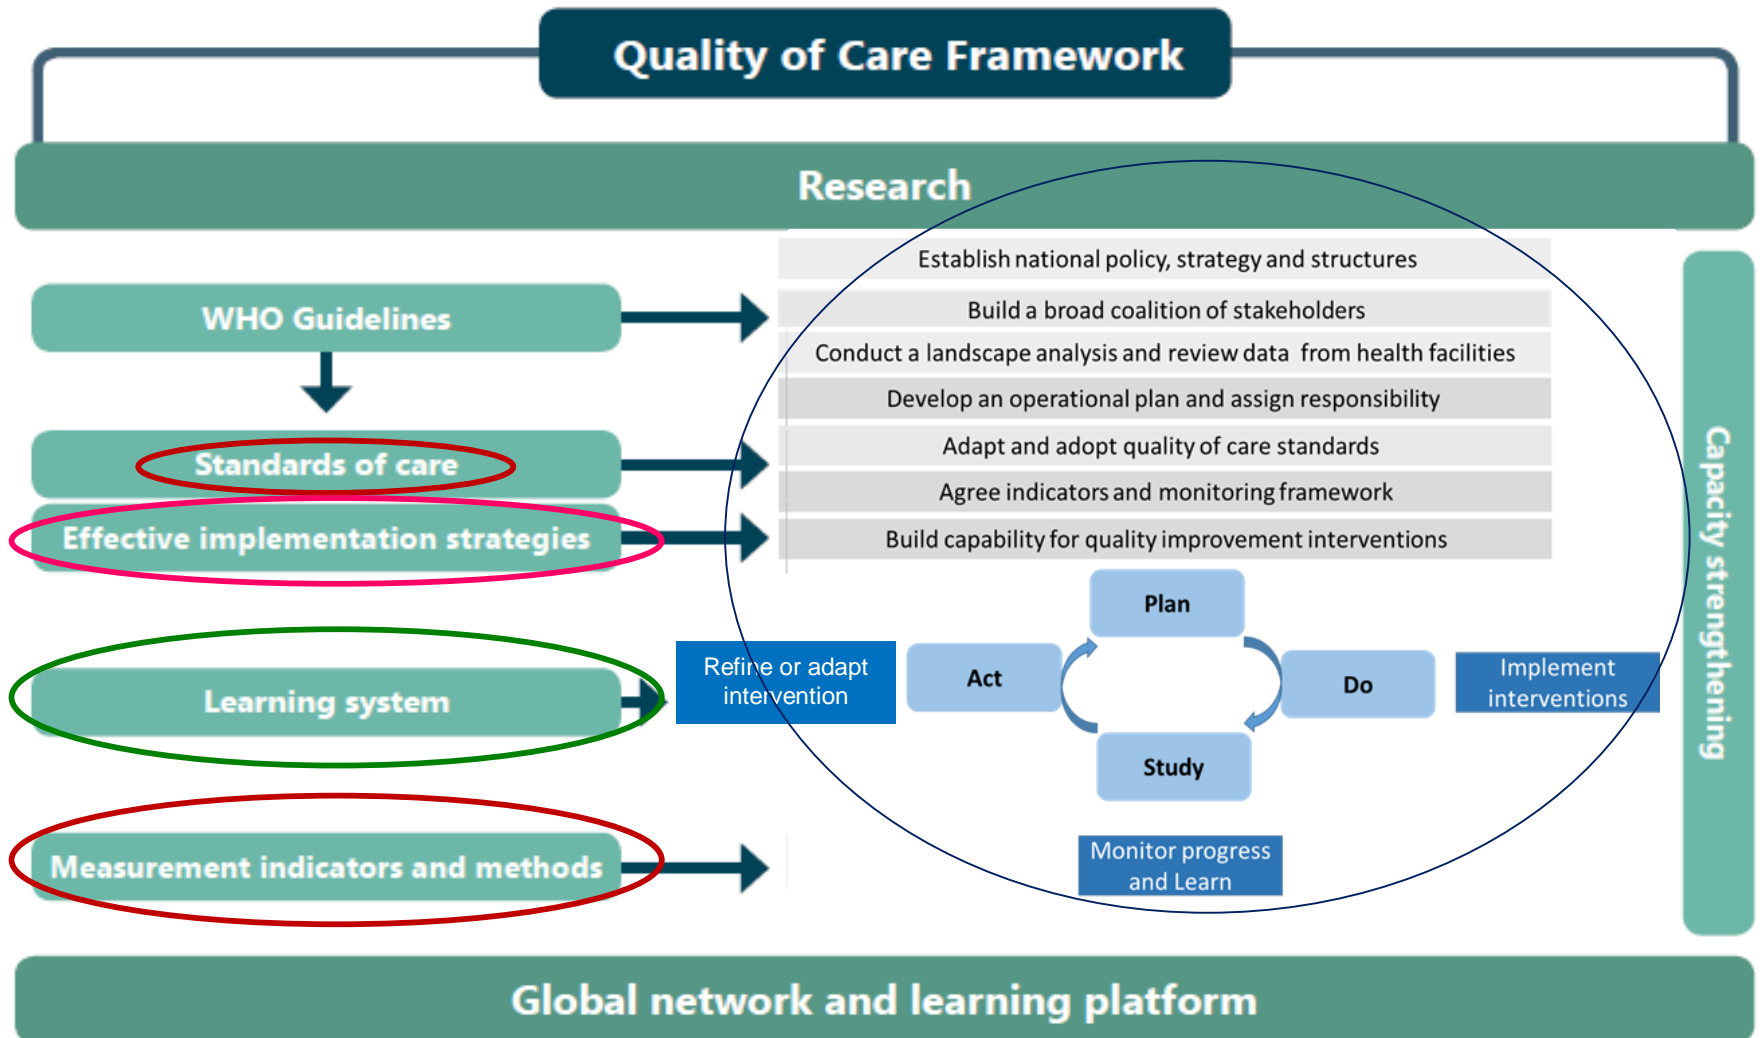 Quality of Care Framework
Research
WHO Guidelines
Standards of care
Effective implementation strategies
Learning system
Measurement indicators and methods
Establish national policy, strategy and structures
Build a broad coalition of stakeholders
Conduct a landscape analysis and review data from health facilities
Develop an operational plan and assign responsibility
Adapt and adopt quality of care standards
Agree indicators and monitoring framework
Build capability for quality improvement interventions
Plan
Refine or adapt
intervention
Act
Do
Implement
interventions
Study
Monitor progress
and Learn
Capacity strengthening
Global network and learning platform